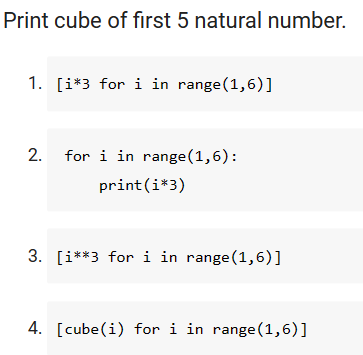 Print cube of first 5 natural number.
1. [i*3 for i in range(1,6)]
2. for i in range(1,6):
print(i*3)
3. [i**3 for i in range(1,6)]
4. [cube(i) for i in range(1,6)]